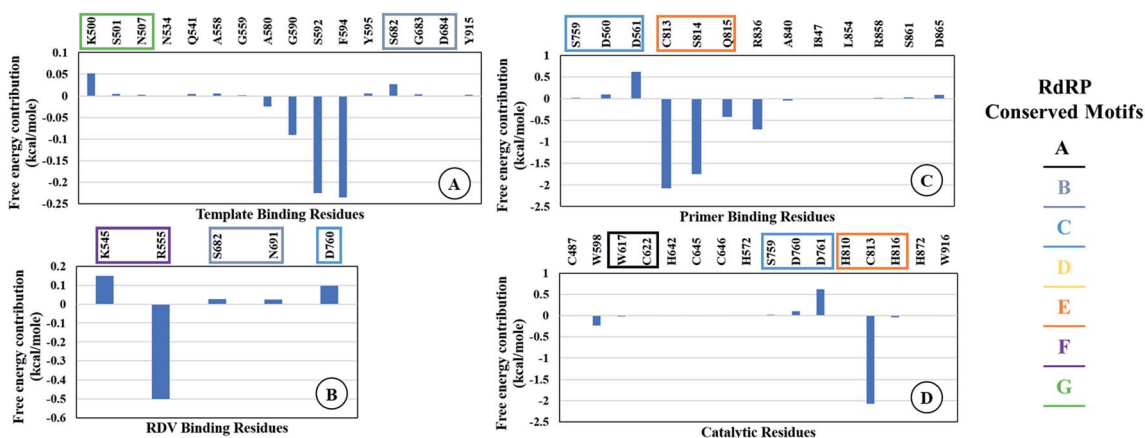 K500 S501 N507 N534 Q541 A558 G559 A580 G590 S592 F594 Y595 S682 G683 D684 Y915
0.1
0.05
0
-0.05
-0.1
-0.15
-0.2
-0.25
Free energy contribution
(kcal/mole)
A
Template Binding Residues
S759 D560 D561 C813 S814 Q815 R836 A840 I847 L854 R858 S861 D865
1
0.5
0
-0.5
-1
-1.5
-2
-2.5
Free energy contribution
(kcal/mole)
C
Primer Binding Residues
K545 R555 S682 N691 D760
0.2
0.1
0
-0.1
-0.2
-0.3
-0.4
-0.5
-0.6
Free energy contribution
(kcal/mole)
B
RDV Binding Residues
C487 W598 W617 C622 H642 C645 C646 H572 S759 D760 D761 H810 C813 H816 H872 W916
1
0.5
0
-0.5
-1
-1.5
-2
-2.5
Free energy contribution
(kcal/mole)
D
Catalytic Residues
RdRP
Conserved Motifs
A
B
C
D
E
F
G